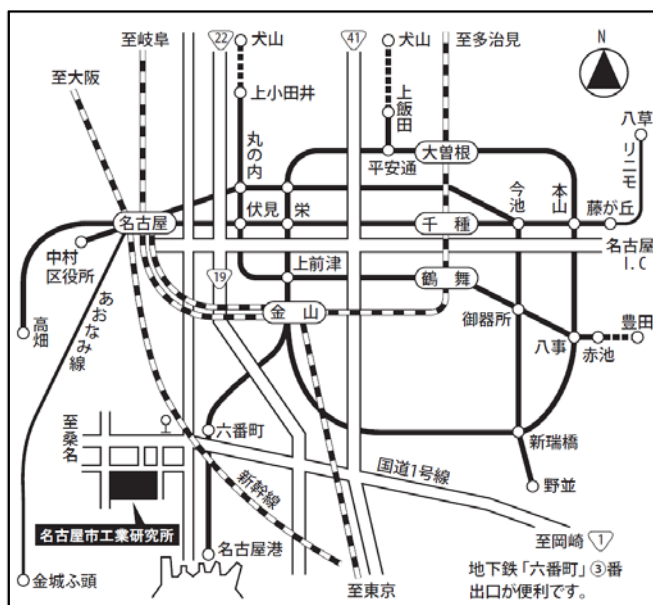 至岐阜
22
犬山
41
犬山
至多治見
N
至大阪
上小田井
上飯田
八草
リニモ
丸の内
平安通
大曽根
今池
本山
名古屋
伏見
栄
千種
藤が丘
中村
区役所
名古屋
I.C
19
上前津
鶴舞
高畑
あおなみ線
金山
御器所
八事
赤池
豊田
至桑名
六番町
新瑞橋
国道1号線
新幹線
野並
名古屋市工業研究所
名古屋港
至岡崎
1
金城ふ頭
至東京
地下鉄「六番町」③番
出口が便利です。